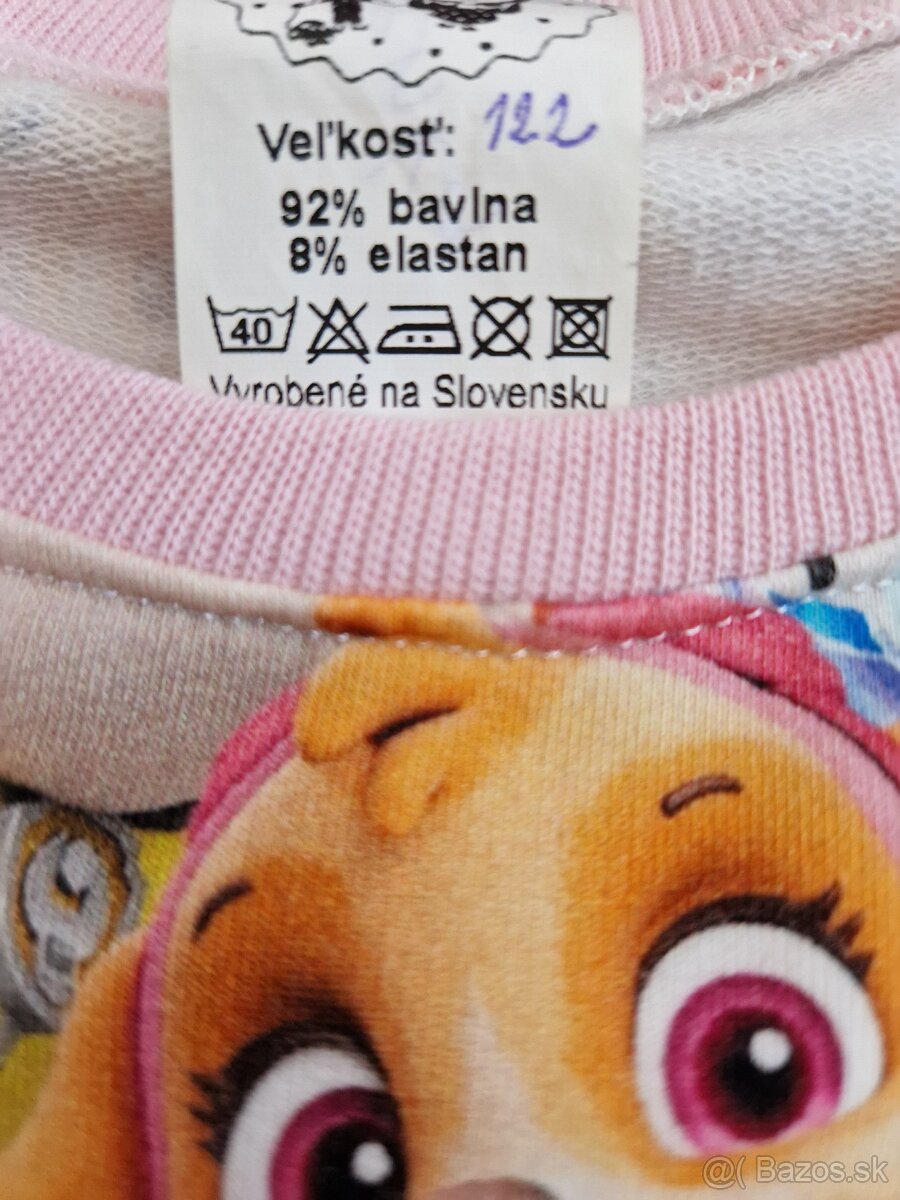 Veľkosť: 122
92% bavlna
8% elastan
40
Vyrobené na Slovensku
@( Bazos.sk